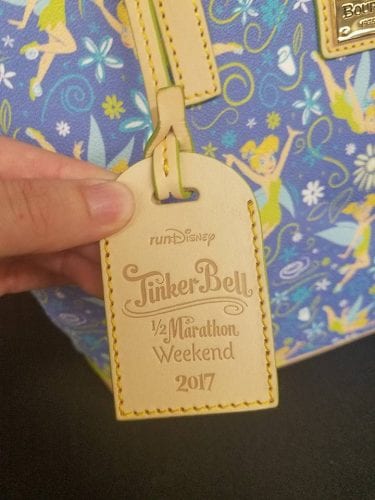 runDisney
Tinker Bell
1/2 Marathon
Weekend
2017